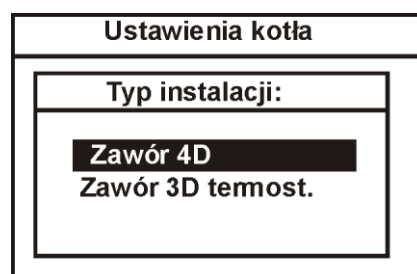 Ustawienia kotła
Typ instalacji:
Zawór 4D
Zawór 3D termost.